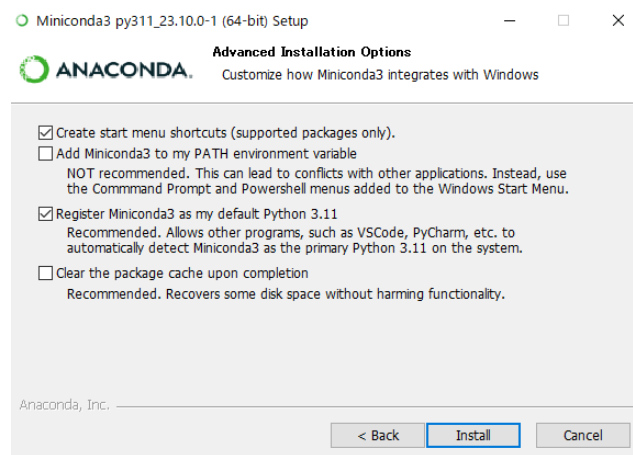 Miniconda3 py311_23.10.0-1 (64-bit) Setup
ANACONDA.
Advanced Installation Options
Customize how Miniconda3 integrates with Windows
Create start menu shortcuts (supported packages only).
Add Miniconda3 to my PATH environment variable
NOT recommended. This can lead to conflicts with other applications. Instead, use
the Commmand Prompt and Powershell menus added to the Windows Start Menu.
Register Miniconda3 as my default Python 3.11
Recommended. Allows other programs, such as VSCode, PyCharm, etc. to
automatically detect Miniconda3 as the primary Python 3.11 on the system.
Clear the package cache upon completion
Recommended. Recovers some disk space without harming functionality.
Anaconda, Inc.
< Back Install Cancel